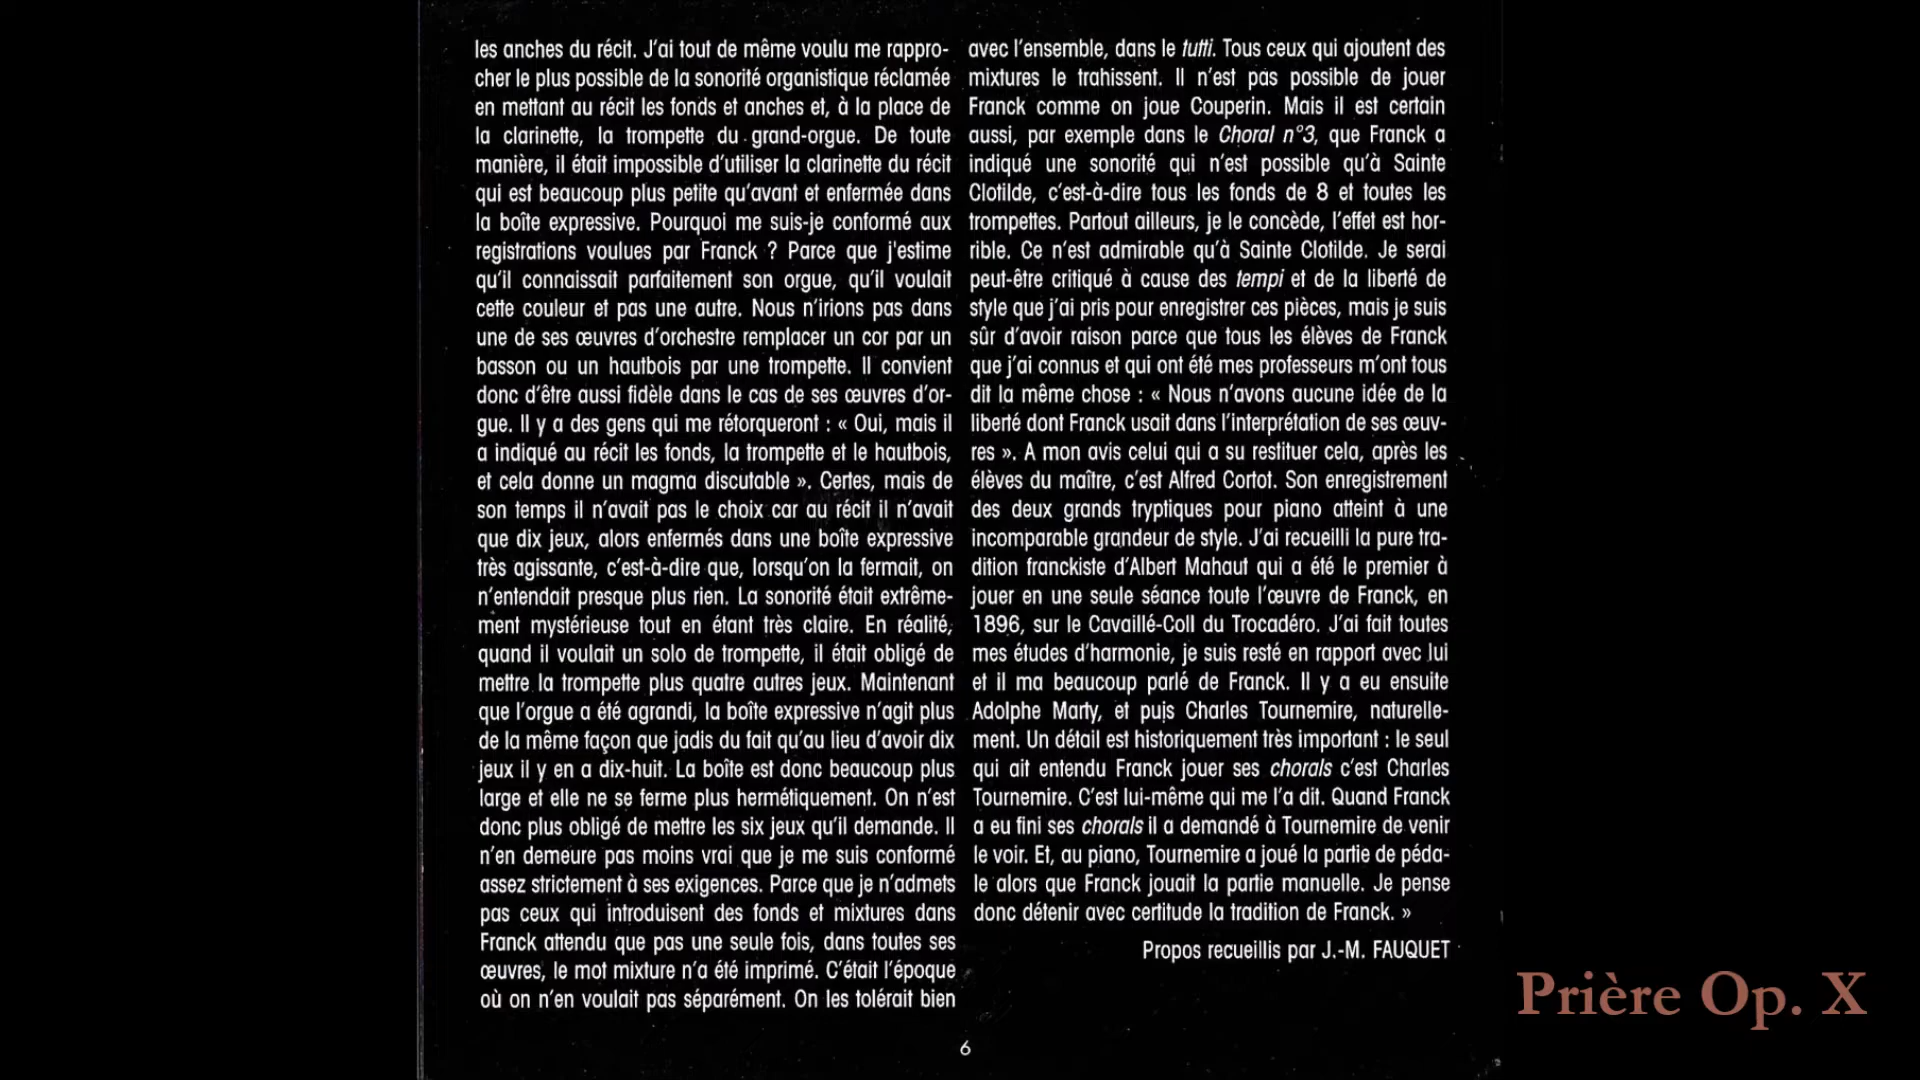 les anches du récit. J'ai tout de même voulu me rappro-
cher le plus possible de la sonorité organistique réclamée
en mettant au récit les fonds et anches et, à la place de
la clarinette, la trompette du grand-orgue. De toute
manière, il était impossible d'utiliser la clarinette du récit
qui est beaucoup plus petite qu'avant et enfermée dans
la boîte expressive. Pourquoi me suis-je conformé aux
registrations voulues par Franck ? Parce que j'estime
qu'il connaissait parfaitement son orgue, qu'il voulait
cette couleur et pas une autre. Nous n'irions pas dans
une de ses œuvres d'orchestre remplacer un cor par un
basson ou un hautbois par une trompette. Il convient
donc d'être aussi fidèle dans le cas de ses œuvres d'or-
gue. Il y a des gens qui me rétorqueront : « Oui, mais il
a indiqué au récit les fonds, la trompette et le hautbois,
et cela donne un magma discutable ». Certes, mais de
son temps il n'avait pas le choix car au récit il n'avait
que dix jeux, alors enfermés dans une boîte expressive
très agissante, c'est-à-dire que, lorsqu'on la fermait, on
n'entendait presque plus rien. La sonorité était extrême-
ment mystérieuse tout en étant très claire. En réalité,
quand il voulait un solo de trompette, il était obligé de
mettre la trompette plus quatre autres jeux. Maintenant
que l'orgue a été agrandi, la boîte expressive n'agit plus
de la même façon que jadis du fait qu'au lieu d'avoir dix
jeux il y en a dix-huit. La boîte est donc beaucoup plus
large et elle ne se ferme plus hermétiquement. On n'est
donc plus obligé de mettre les six jeux qu'il demande. Il
n'en demeure pas moins vrai que je me suis conformé
assez strictement à ses exigences. Parce que je n'admets
pas ceux qui introduisent des fonds et mixtures dans
Franck attendu que pas une seule fois, dans toutes ses
œuvres, le mot mixture n'a été imprimé. C'était l'époque
où on n'en voulait pas séparément. On les tolérait bien
avec l'ensemble, dans le tutti. Tous ceux qui ajoutent des
mixtures le trahissent. Il n'est pas possible de jouer
Franck comme on joue Couperin. Mais il est certain
aussi, par exemple dans le Choral n°3, que Franck a
indiqué une sonorité qui n'est possible qu'à Sainte
Clotilde, c'est-à-dire tous les fonds de 8 et toutes les
trompettes. Partout ailleurs, je le concède, l'effet est hor-
rible. Ce n'est admirable qu'à Sainte Clotilde. Je serai
peut-être critiqué à cause des tempi et de la liberté de
style que j'ai pris pour enregistrer ces pièces, mais je suis
sûr d'avoir raison parce que tous les élèves de Franck
que j'ai connus et qui ont été mes professeurs m'ont tous
dit la même chose : « Nous n'avons aucune idée de la
liberté dont Franck usait dans l'interprétation de ses œuv-
res ». A mon avis celui qui a su restituer cela, après les
élèves du maître, c'est Alfred Cortot. Son enregistrement
des deux grands tryptiques pour piano atteint à une
incomparable grandeur de style. J'ai recueilli la pure tra-
dition franckiste d'Albert Mahaut qui a été le premier à
jouer en une seule séance toute l'œuvre de Franck, en
1896, sur le Cavaillé-Coll du Trocadéro. J'ai fait toutes
mes études d'harmonie, je suis resté en rapport avec lui
et il ma beaucoup parlé de Franck. Il y a eu ensuite
Adolphe Marty, et puis Charles Tournemire, naturelle-
ment. Un détail est historiquement très important : le seul
qui ait entendu Franck jouer ses chorals c'est Charles
Tournemire. C'est lui-même qui me l'a dit. Quand Franck
a eu fini ses chorals il a demandé à Tournemire de venir
le voir. Et, au piano, Tournemire a joué la partie de péda-
le alors que Franck jouait la partie manuelle. Je pense
donc détenir avec certitude la tradition de Franck. »
Propos recueillis par J.-M. FAUQUET
6
Prière Op. X